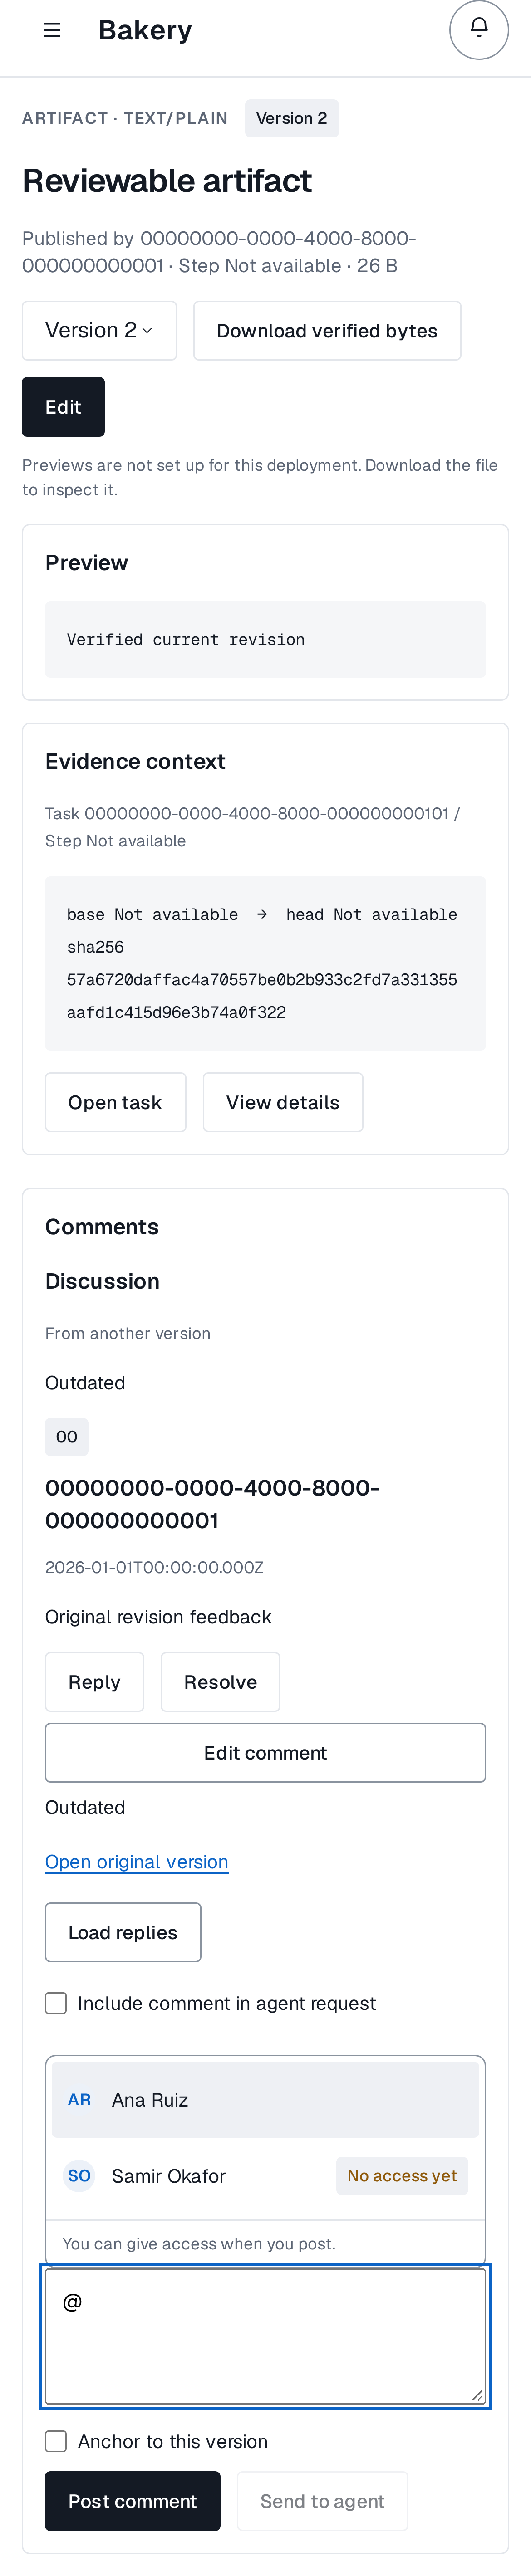 Bakery
ARTIFACT · TEXT/PLAIN Version 2
Reviewable artifact
Published by 00000000-0000-4000-8000-
000000000001 · Step Not available · 26 B
Version 2 Download verified bytes
Edit
Previews are not set up for this deployment. Download the file
to inspect it.
Preview
Verified current revision
Evidence context
Task 00000000-0000-4000-8000-000000000101 /
Step Not available
base Not available → head Not available
sha256
57a6720daffac4a70557be0b2b933c2fd7a331355
aafd1c415d96e3b74a0f322
Open task View details
Comments
Discussion
From another version
Outdated
00
00000000-0000-4000-8000-
000000000001
2026-01-01T00:00:00.000Z
Original revision feedback
Reply Resolve
Edit comment
Outdated
Open original version
Load replies
Include comment in agent request
AR Ana Ruiz
SO Samir Okafor No access yet
You can give access when you post.
@
Anchor to this version
Post comment Send to agent